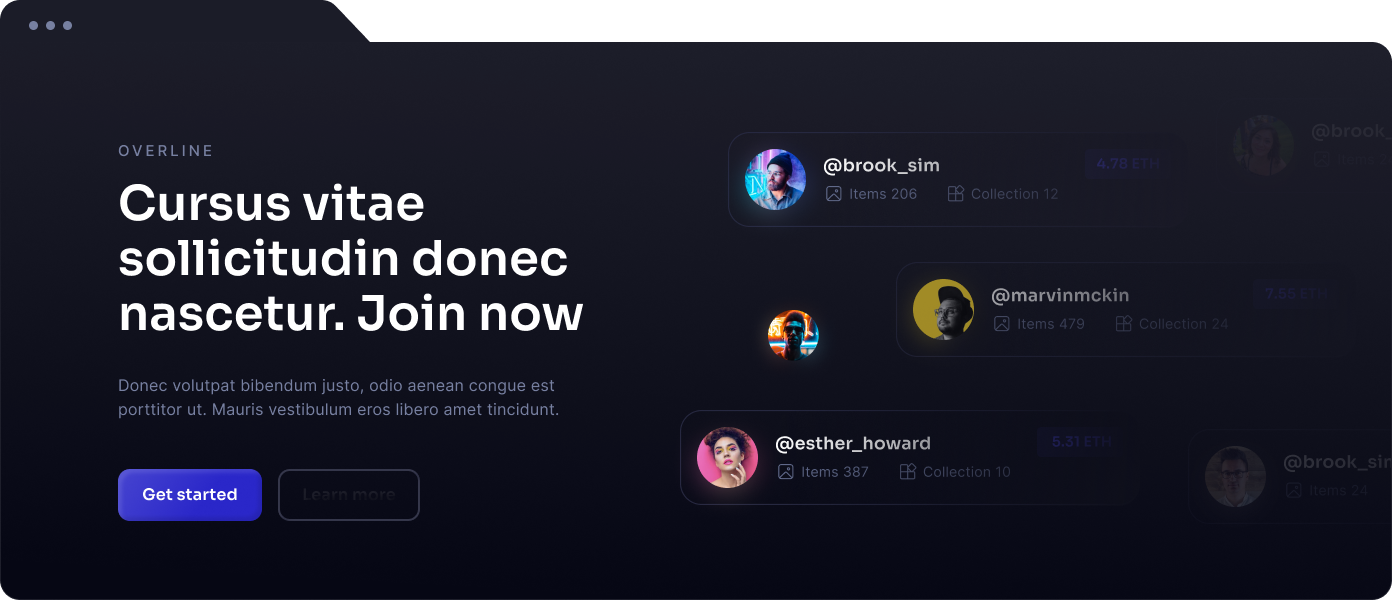 OVERLINE
Cursus vitae
sollicitudin donec
nascetur. Join now
Donec volutpat bibendum justo, odio aenean congue est
porttitor ut. Mauris vestibulum eros libero amet tincidunt.
Get started
Learn more
@brook_sim
4.78 ETH
Items 206
Collection 12
@brook_
Items
@marvinmckin
7.55 ETH
Items 479
Collection 24
@esther_howard
5.31 ETH
Items 387
Collection 10
@brook_sim
Items 24